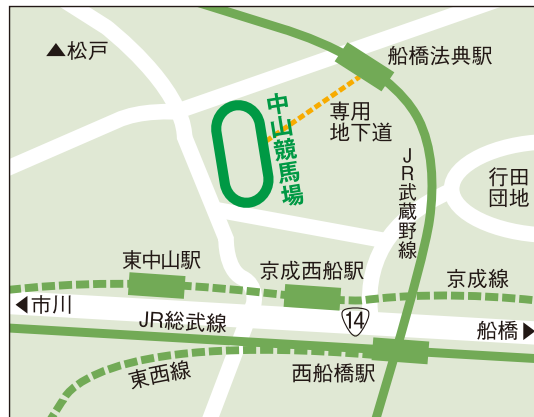 ▲松戸
船橋法典駅
中山競馬場
専用
地下道
JR武蔵野線
行田
団地
東中山駅
京成西船駅
京成線
◀市川
JR総武線
14
船橋▶
東西線
西船橋駅